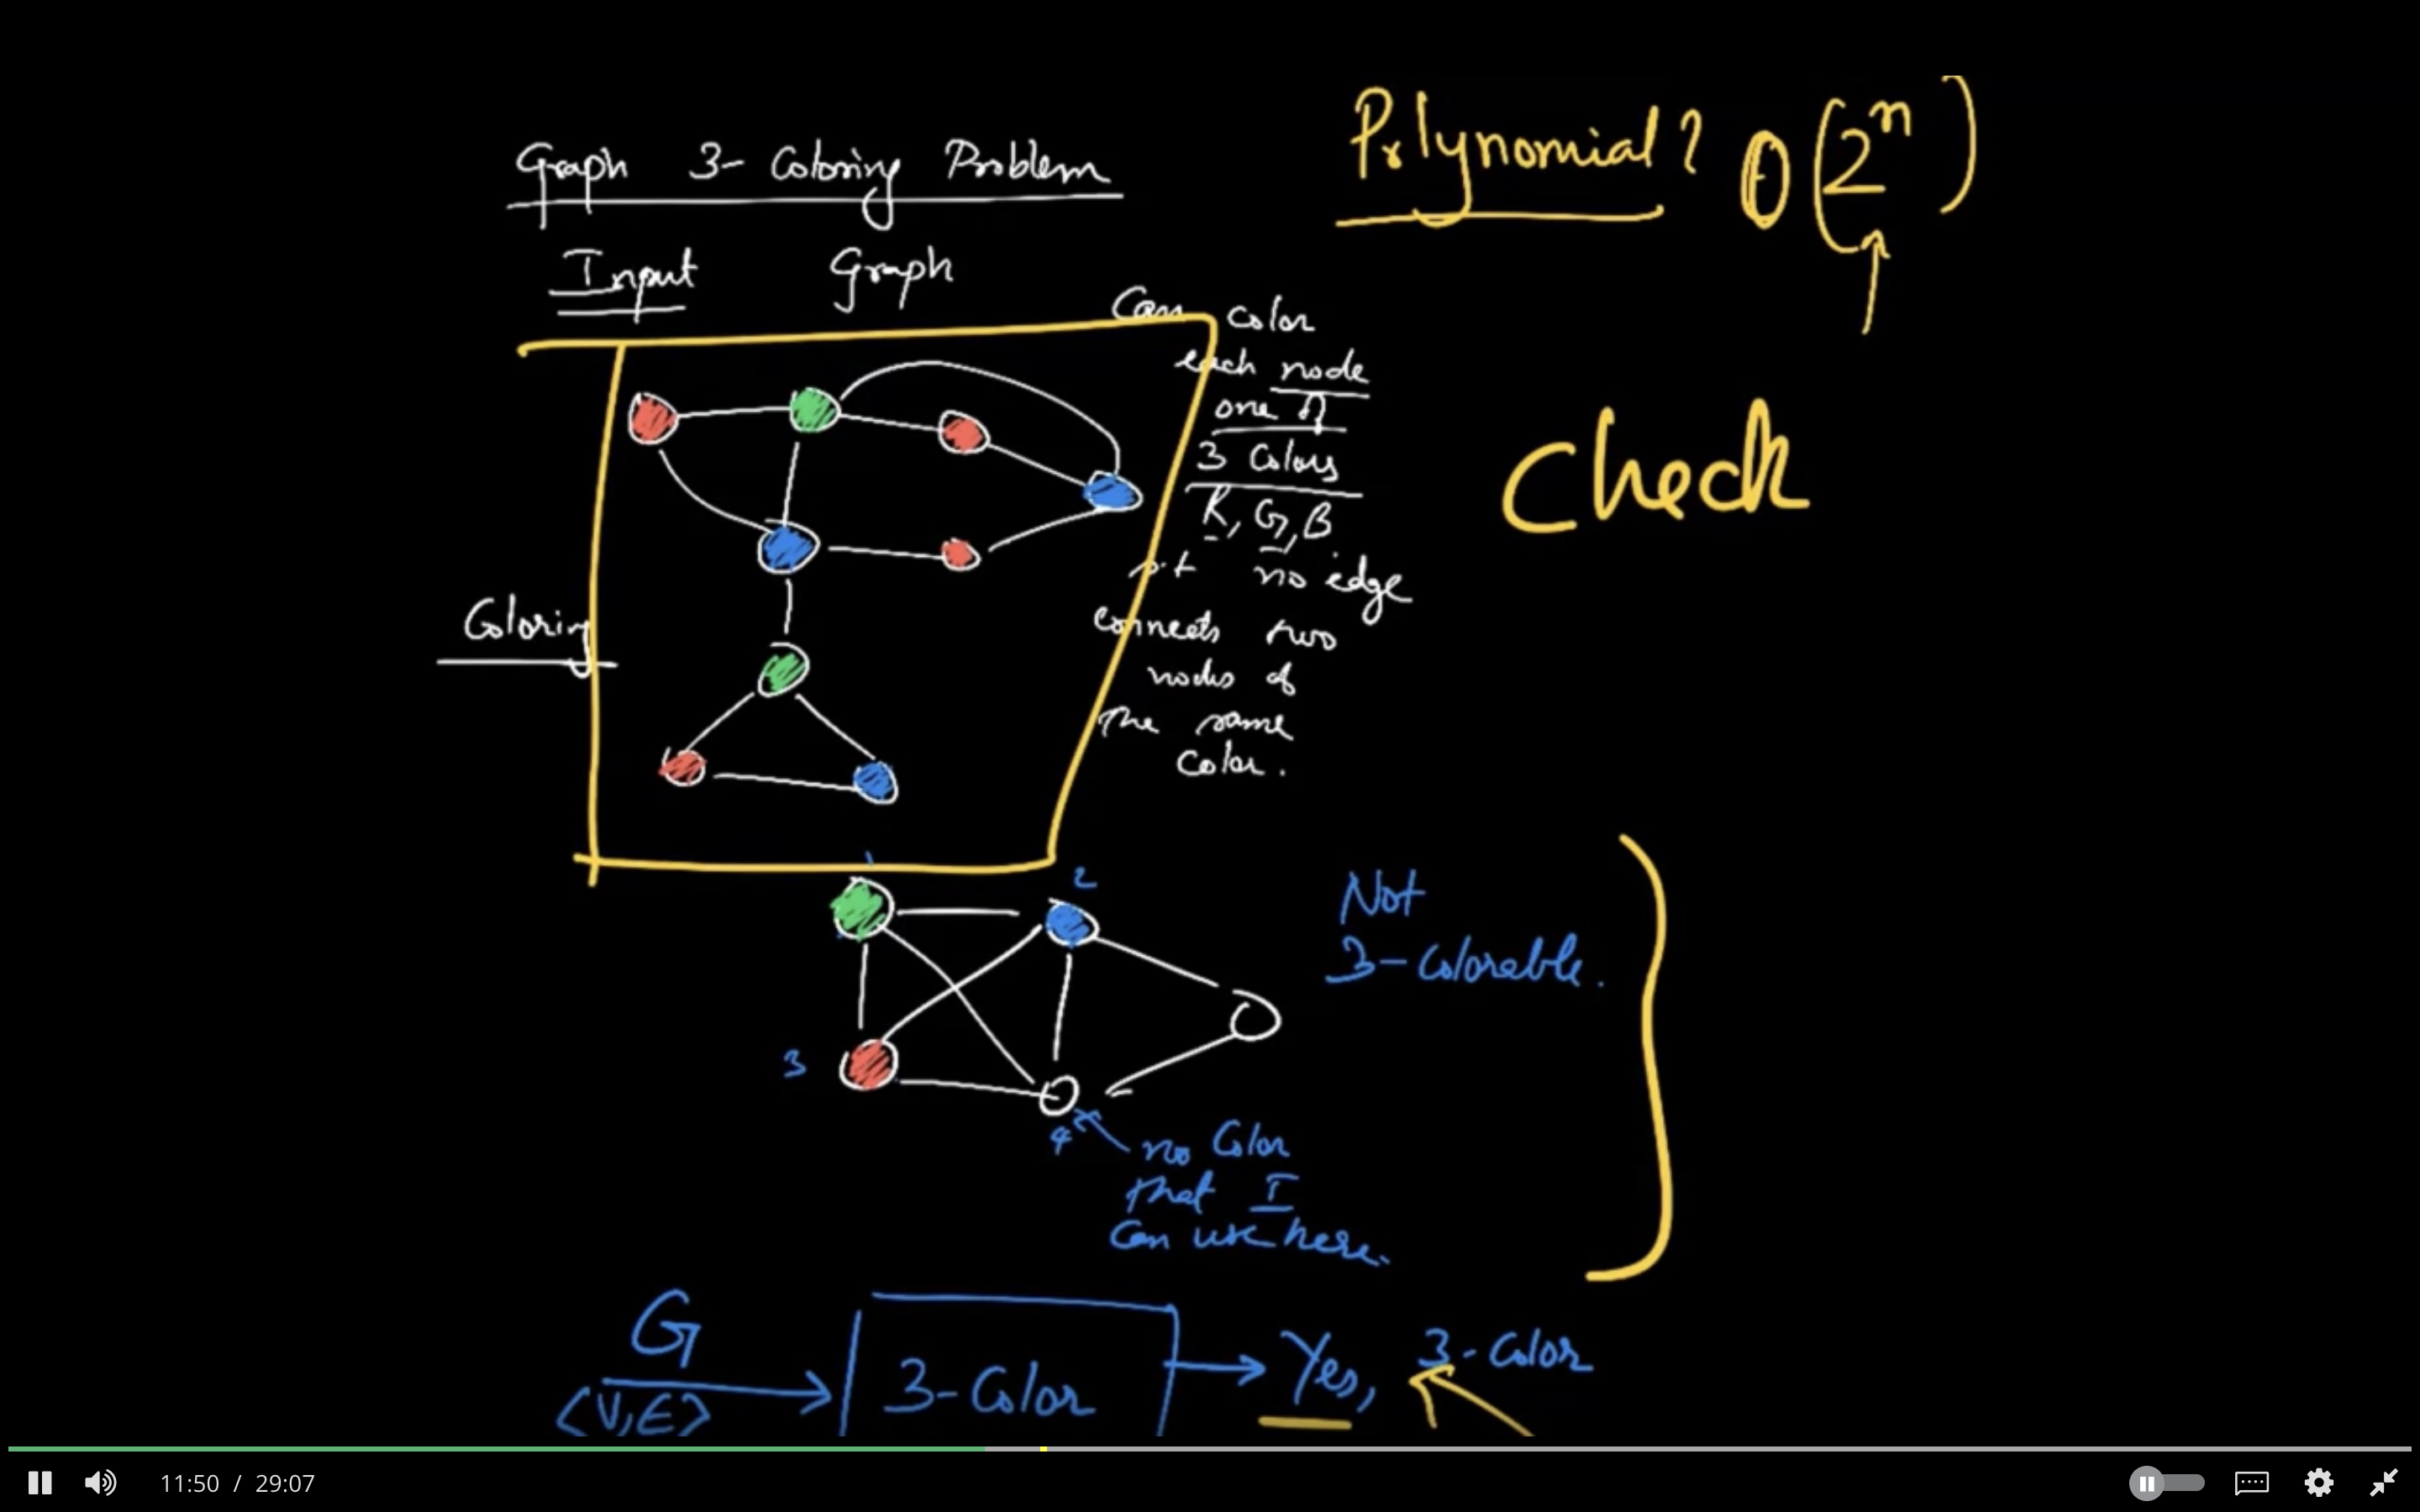 Graph 3- Coloring Problem
Polynomial? Θ(2ⁿ)
Input Graph
Can color
each node
one of
3 Colors
R, G, B
s.t no edge
connects two
nodes of
the same
color.
Check
Coloring
1
2
3
4
Not
3-Colorable.
no Color
that I
can use here.
G
<V,E>
3-Color
Yes, 3-Color
11:50 / 29:07